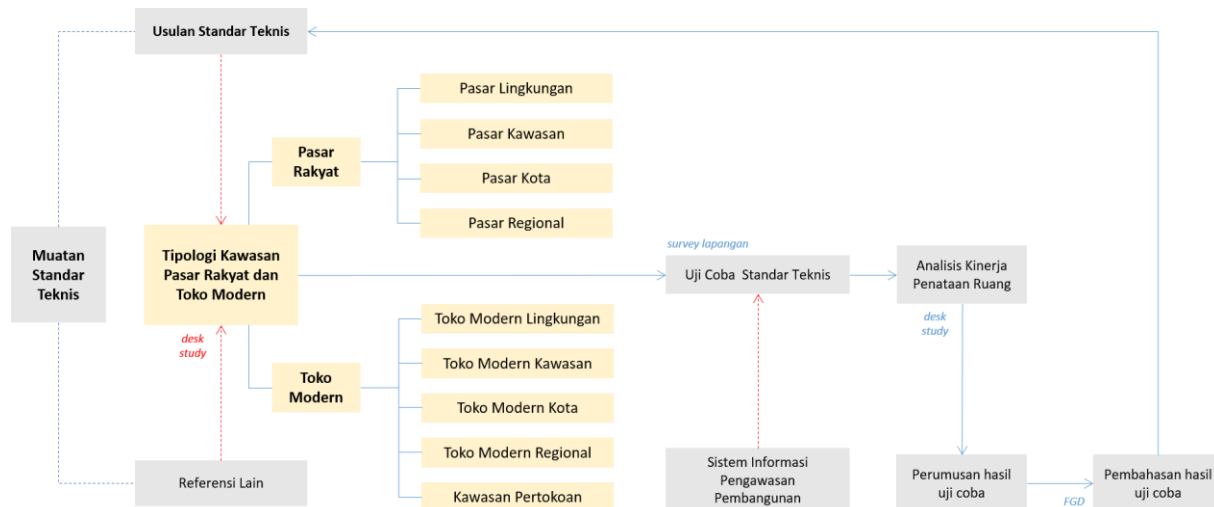 Usulan Standar Teknis
Pasar Lingkungan
Pasar Kawasan
Pasar
Rakyat
Pasar Kota
Pasar Regional
Muatan
Standar
Teknis
Tipologi Kawasan
Pasar Rakyat dan
Toko Modern
survey lapangan
Uji Coba Standar Teknis
Analisis Kinerja
Penataan Ruang
desk
study
desk
study
Toko Modern Lingkungan
Toko Modern Kawasan
Toko
Modern
Toko Modern Kota
Toko Modern Regional
Kawasan Pertokoan
Referensi Lain
Sistem Informasi
Pengawasan
Pembangunan
Perumusan hasil
uji coba
FGD
Pembahasan hasil
uji coba